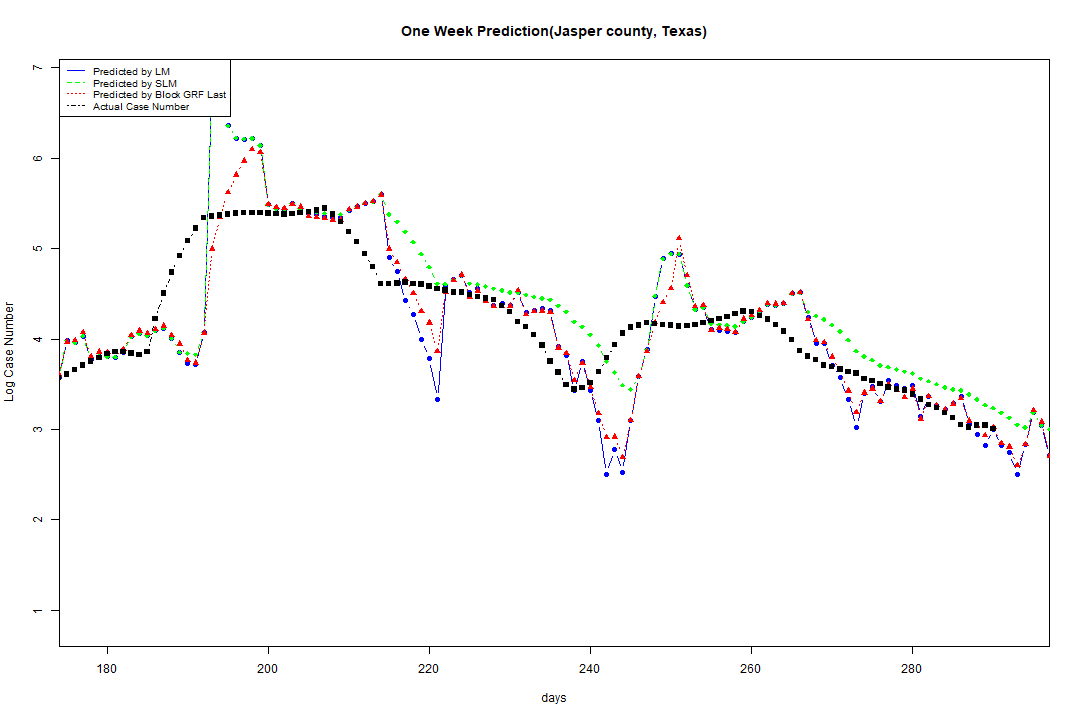 One Week Prediction(Jasper county, Texas)
Predicted by LM
Predicted by SLM
Predicted by Block GRF Last
Actual Case Number
7
6
5
4
3
2
1
Log Case Number
180 200 220 240 260 280
days